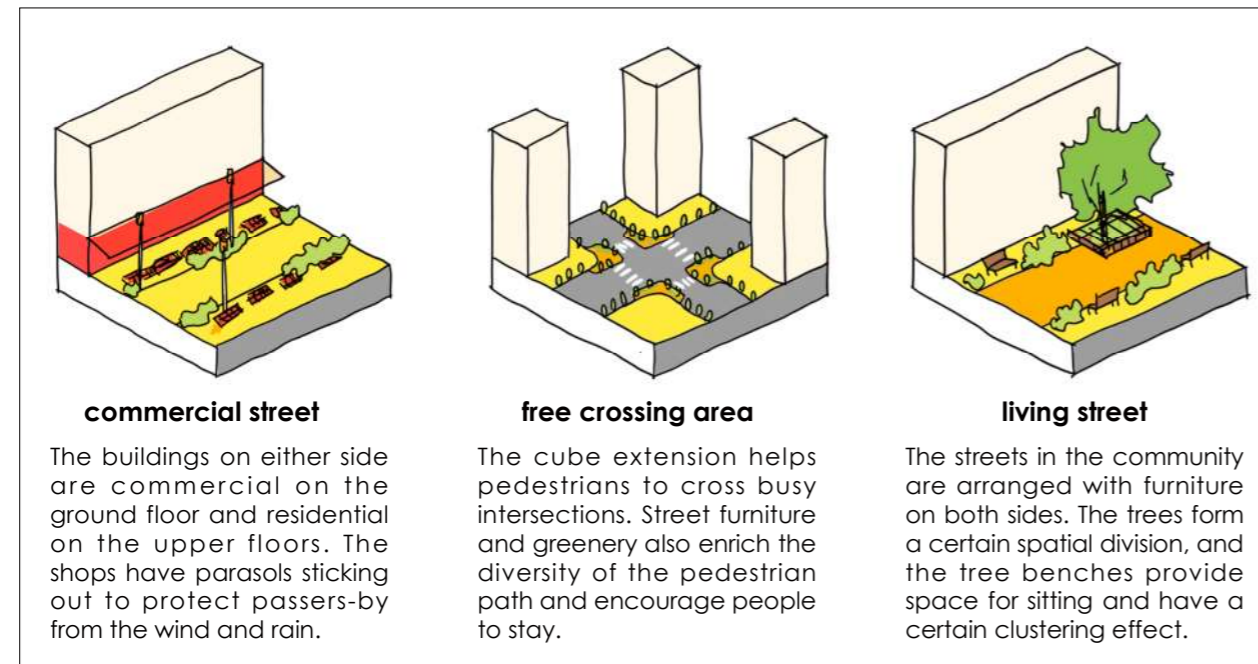 commercial street
The buildings on either side
are commercial on the
ground floor and residential
on the upper floors. The
shops have parasols sticking
out to protect passers-by
from the wind and rain.
free crossing area
The cube extension helps
pedestrians to cross busy
intersections. Street furniture
and greenery also enrich the
diversity of the pedestrian
path and encourage people
to stay.
living street
The streets in the community
are arranged with furniture
on both sides. The trees form
a certain spatial division, and
the tree benches provide
space for sitting and have a
certain clustering effect.